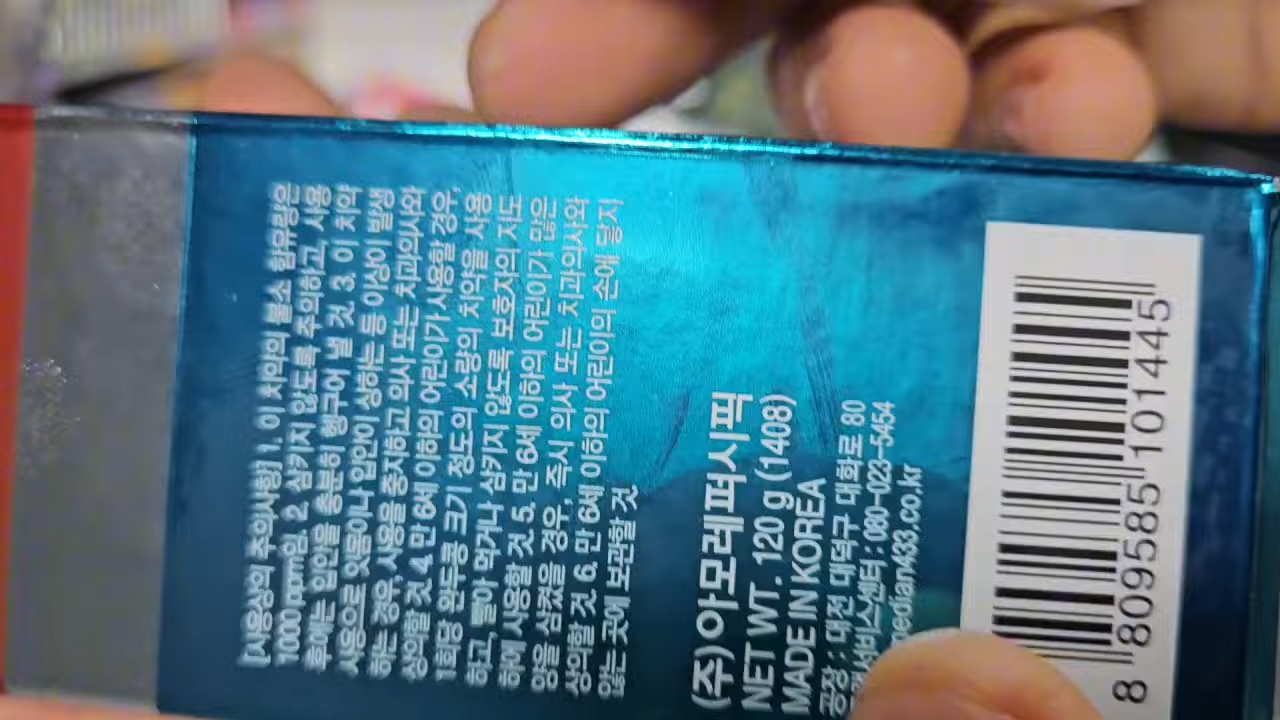 [사용상의 주의사항] 1. 이 치약의 불소 함유량은
1000 ppm임. 2. 삼키지 않도록 주의하고, 사용
후에는 입안을 충분히 헹구어 낼 것. 3. 이 치약
사용으로 잇몸이나 입안이 상하는 등 이상이 발생
하는 경우, 사용을 중지하고 의사 또는 치과의사와
상의할 것. 4. 만 6세 이하의 어린이가 사용할 경우,
1회당 완두콩 크기 정도의 소량의 치약을 사용
하고, 빨아 먹거나 삼키지 않도록 보호자의 지도
하에 사용할 것. 5. 만 6세 이하의 어린이가 많은
양을 삼켰을 경우, 즉시 의사 또는 치과의사와
상의할 것. 6. 만 6세 이하의 어린이의 손에 닿지
않는 곳에 보관할 것
(주)아모레퍼시픽
NET WT. 120 g (1408)
MADE IN KOREA
공장 : 대전 대덕구 대화로 80
서비스센터 : 080-023-5454
median433.co.kr
8 809585 101445